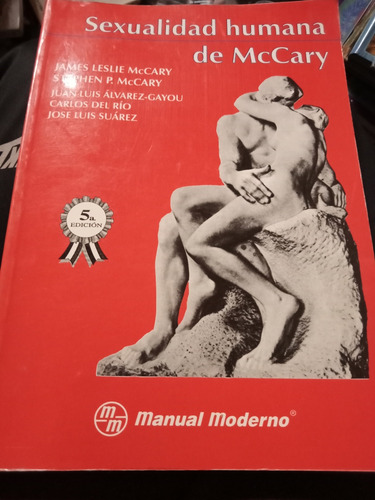 Sexualidad humana
de McCary
JAMES LESLIE McCARY
STEPHEN P. McCARY
JUAN LUIS ÁLVAREZ-GAYOU
CARLOS DEL RÍO
JOSE LUIS SUÁREZ
5a.
EDICIÓN
m
m
Manual Moderno®